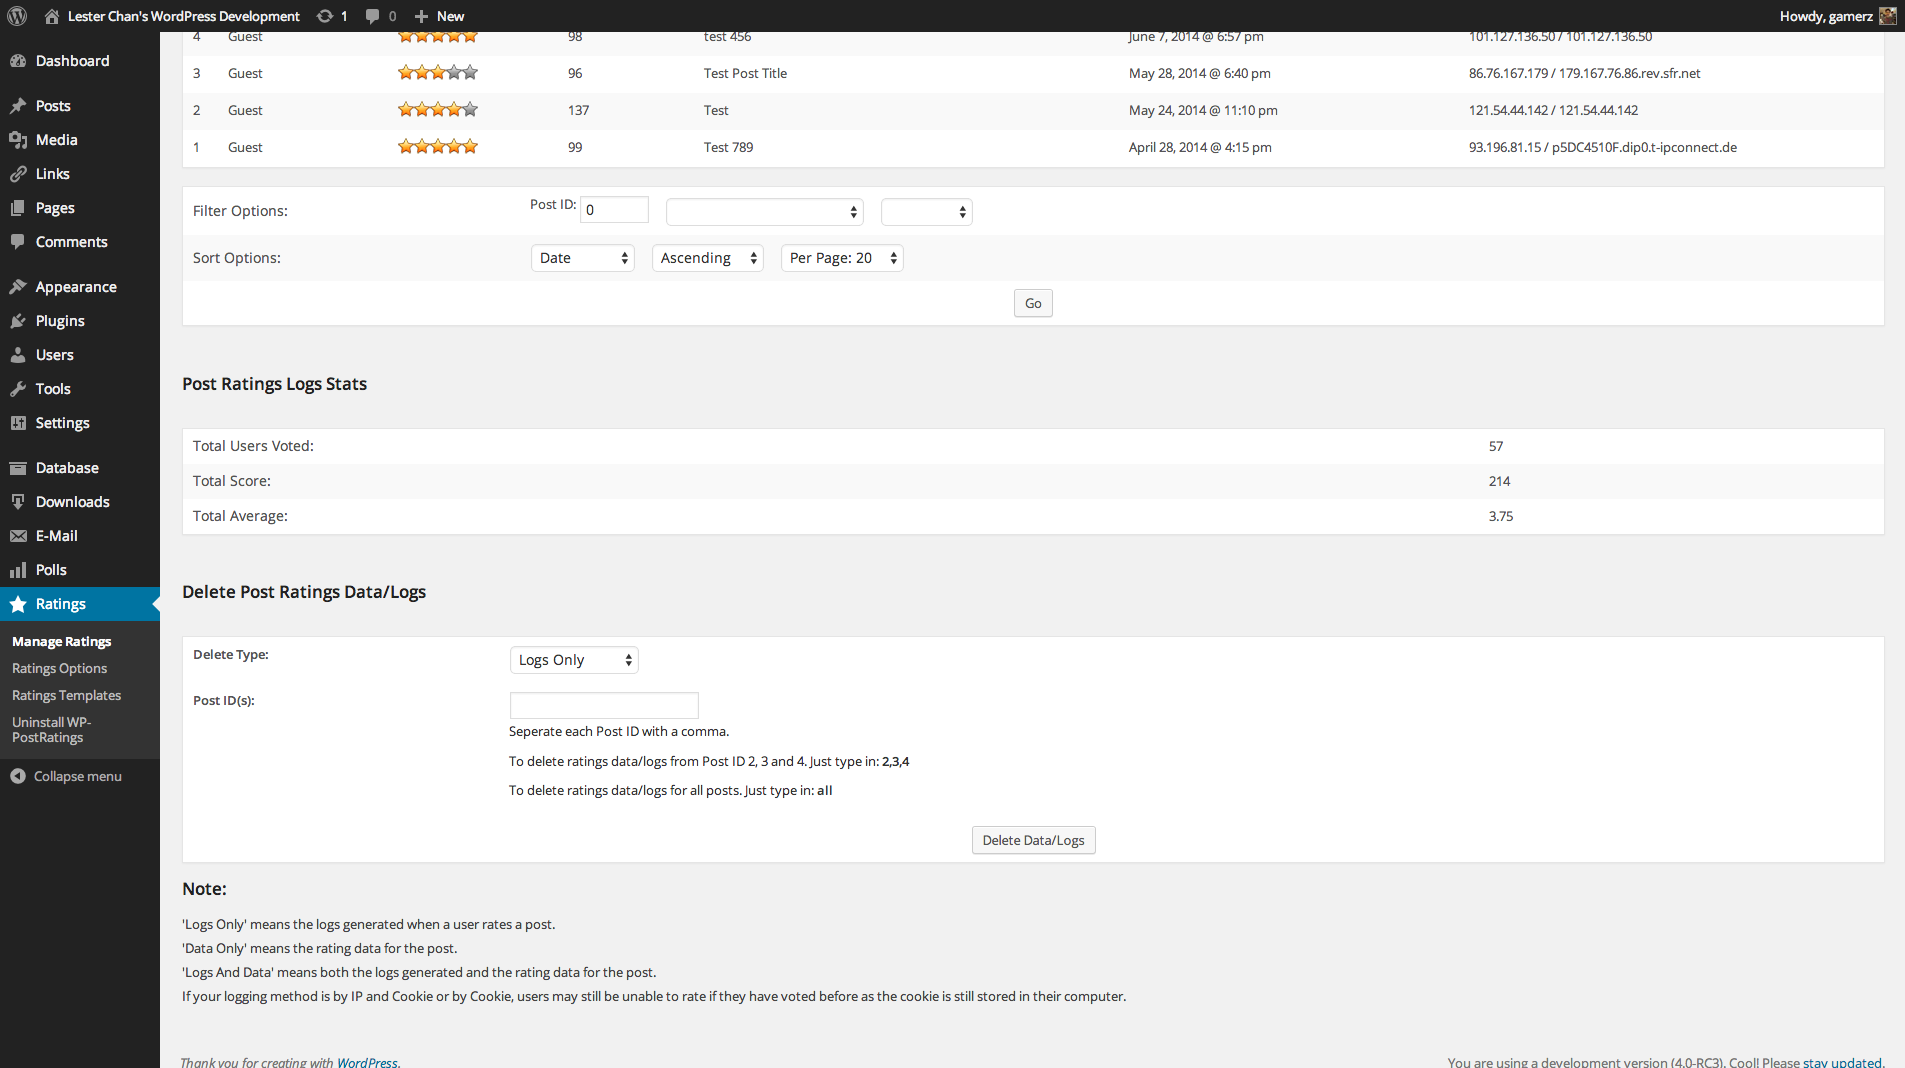 Lester Chan's WordPress Development 1 0 New Howdy, gamerz
Dashboard
Posts
Media
Links
Pages
Comments
Appearance
Plugins
Users
Tools
Settings
Database
Downloads
E-Mail
Polls
Ratings
Manage Ratings
Ratings Options
Ratings Templates
Uninstall WP-
PostRatings
Collapse menu
4 Guest 98 test 456 June 7, 2014 @ 6:57 pm 101.127.136.50 / 101.127.136.50
3 Guest 96 Test Post Title May 28, 2014 @ 6:40 pm 86.76.167.179 / 179.167.76.86.rev.sfr.net
2 Guest 137 Test May 24, 2014 @ 11:10 pm 121.54.44.142 / 121.54.44.142
1 Guest 99 Test 789 April 28, 2014 @ 4:15 pm 93.196.81.15 / p5DC4510F.dip0.t-ipconnect.de
Filter Options: Post ID: 0
Sort Options: Date Ascending Per Page: 20
Go
Post Ratings Logs Stats
Total Users Voted: 57
Total Score: 214
Total Average: 3.75
Delete Post Ratings Data/Logs
Delete Type: Logs Only
Post ID(s):
Seperate each Post ID with a comma.
To delete ratings data/logs from Post ID 2, 3 and 4. Just type in: 2,3,4
To delete ratings data/logs for all posts. Just type in: all
Delete Data/Logs
Note:
'Logs Only' means the logs generated when a user rates a post.
'Data Only' means the rating data for the post.
'Logs And Data' means both the logs generated and the rating data for the post.
If your logging method is by IP and Cookie or by Cookie, users may still be unable to rate if they have voted before as the cookie is still stored in their computer.
Thank you for creating with WordPress. You are using a development version (4.0-RC3). Cool! Please stay updated.